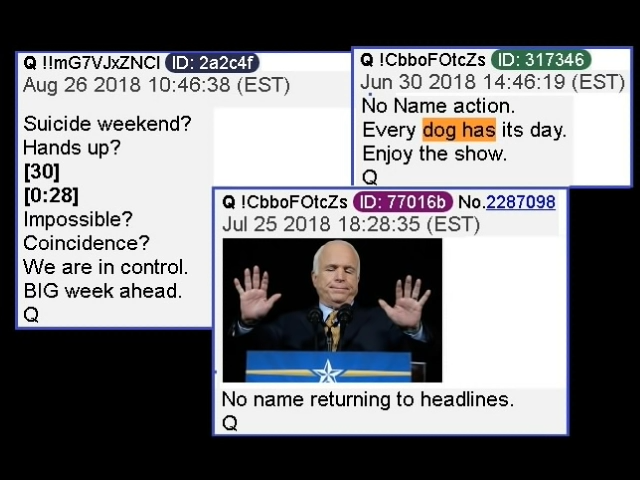 Q !!mG7VJxZNCI ID: 2a2c4f
Aug 26 2018 10:46:38 (EST)
Suicide weekend?
Hands up?
[30]
[0:28]
Impossible?
Coincidence?
We are in control.
BIG week ahead.
Q
Q !CbboFOtcZs ID: 317346
Jun 30 2018 14:46:19 (EST)
No Name action.
Every dog has its day.
Enjoy the show.
Q
Q !CbboFOtcZs ID: 77016b No.2287098
Jul 25 2018 18:28:35 (EST)
No name returning to headlines.
Q